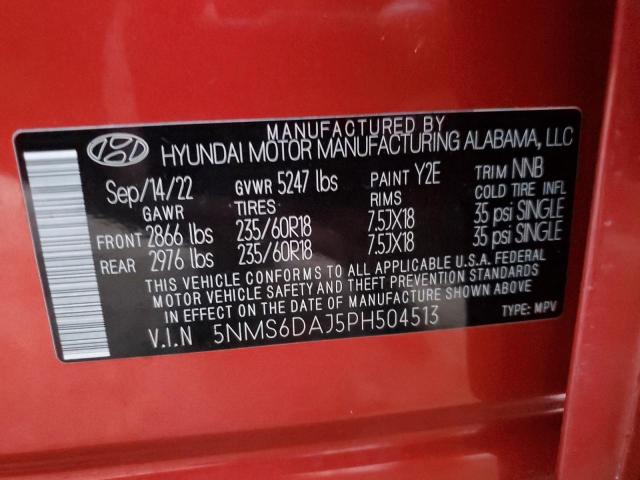 MANUFACTURED BY
HYUNDAI MOTOR MANUFACTURING ALABAMA, LLC
Sep/14/22 GVWR 5247 lbs PAINT Y2E TRIM NNB
GAWR TIRES RIMS COLD TIRE INFL
FRONT 2866 lbs 235/60R18 7.5JX18 35 psi SINGLE
REAR 2976 lbs 235/60R18 7.5JX18 35 psi SINGLE
THIS VEHICLE CONFORMS TO ALL APPLICABLE U.S.A. FEDERAL
MOTOR VEHICLE SAFETY AND THEFT PREVENTION STANDARDS
IN EFFECT ON THE DATE OF MANUFACTURE SHOWN ABOVE
V.I.N 5NMS6DAJ5PH504513 TYPE: MPV